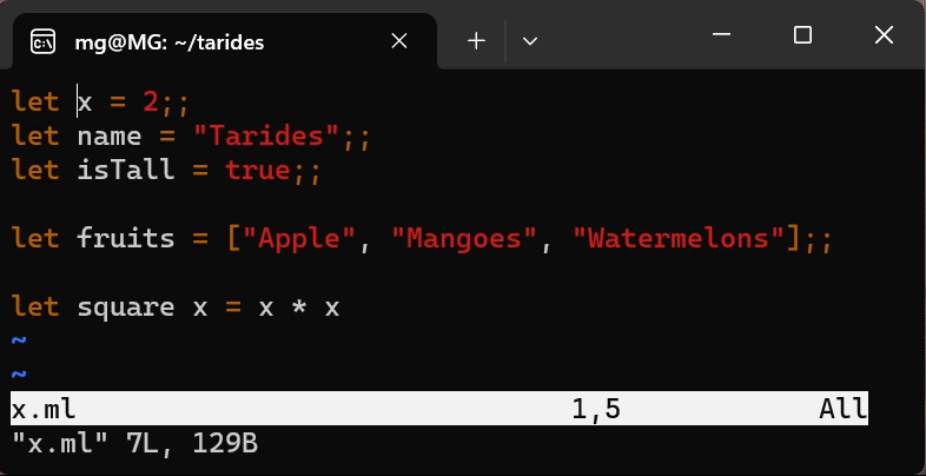 mg@MG: ~/tarides
let x = 2;;
let name = "Tarides";;
let isTall = true;;
let fruits = ["Apple", "Mangoes", "Watermelons"];;
let square x = x * x
~
~
x.ml 1,5 All
"x.ml" 7L, 129B